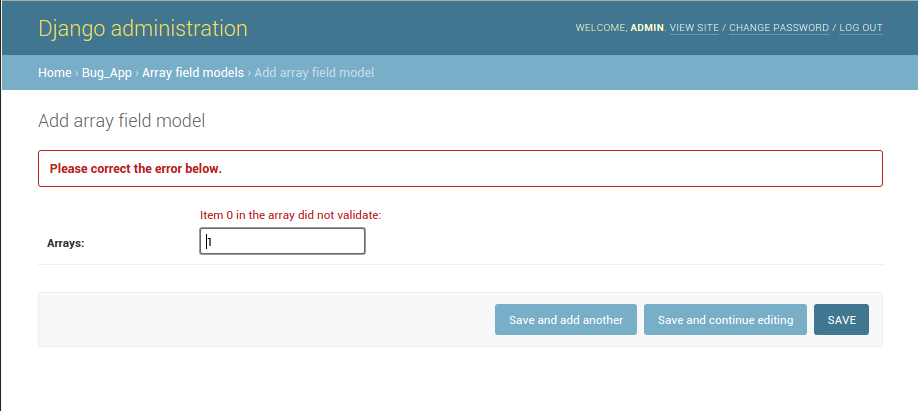 Django administration
WELCOME, ADMIN. VIEW SITE / CHANGE PASSWORD / LOG OUT
Home › Bug_App › Array field models › Add array field model
Add array field model
Please correct the error below.
Item 0 in the array did not validate:
Arrays: 1
Save and add another Save and continue editing SAVE